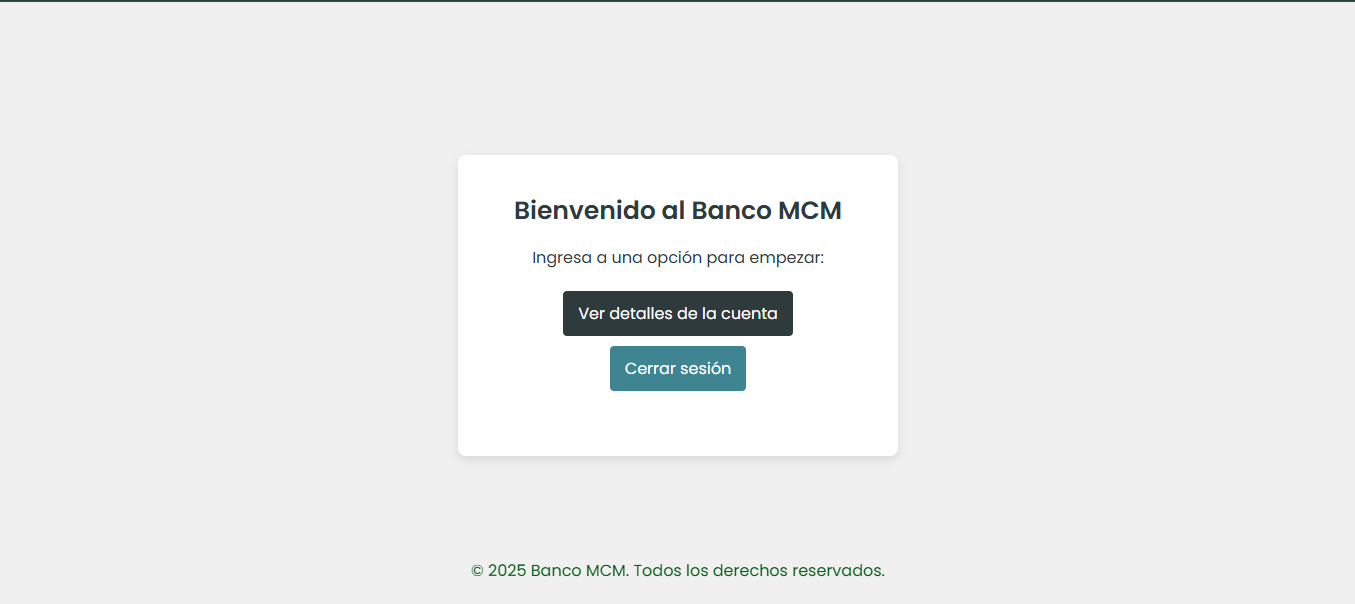 Bienvenido al Banco MCM
Ingresa a una opción para empezar:
Ver detalles de la cuenta
Cerrar sesión
© 2025 Banco MCM. Todos los derechos reservados.